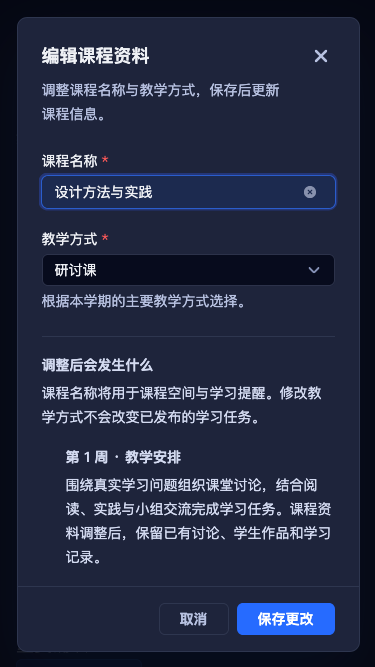 编辑课程资料
调整课程名称与教学方式，保存后更新
课程信息。
课程名称 *
设计方法与实践
教学方式 *
研讨课
根据本学期的主要教学方式选择。
调整后会发生什么
课程名称将用于课程空间与学习提醒。修改教
学方式不会改变已发布的学习任务。
第 1 周 · 教学安排
围绕真实学习问题组织课堂讨论，结合阅
读、实践与小组交流完成学习任务。课程资
料调整后，保留已有讨论、学生作品和学习
记录。
取消
保存更改